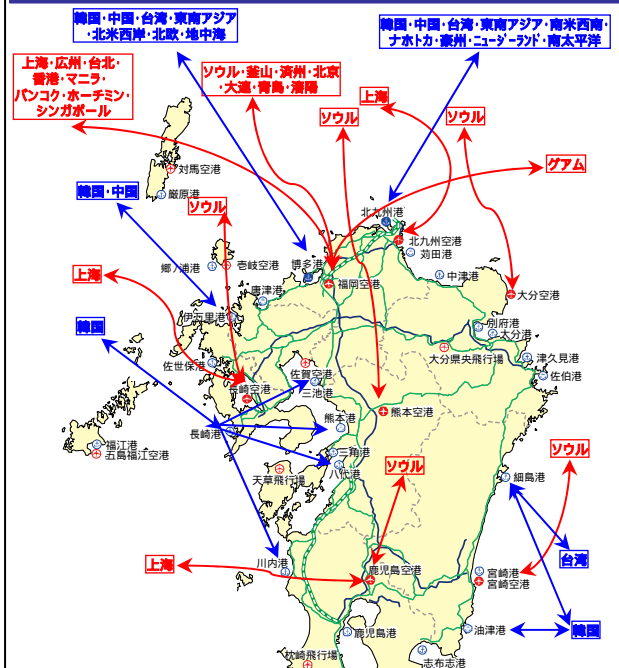 韓国・中国・台湾・東南アジア
・北米西岸・北欧・地中海
韓国・中国・台湾・東南アジア・南米西南・
ナホトカ・豪州・ニュージーランド・南太平洋
上海・広州・台北・
香港・マニラ・
バンコク・ホーチミン・
シンガポール
ソウル・釜山・済州・北京
・大連・青島・瀋陽
ソウル
上海
ソウル
グアム
対馬空港
厳原港
韓国・中国
ソウル
北九州港
北九州空港
苅田港
郷ノ浦港
壱岐空港
博多港
福岡空港
中津港
上海
唐津港
大分空港
伊万里港
韓国
別府港
大分港
大分県央飛行場
津久見港
佐世保港
佐賀空港
佐伯港
長崎空港
三池港
熊本港
熊本空港
長崎港
福江港
五島福江空港
三角港
八代港
ソウル
ソウル
天草飛行場
細島港
台湾
上海
川内港
鹿児島空港
宮崎港
宮崎空港
鹿児島港
油津港
韓国
枕崎飛行場
志布志港